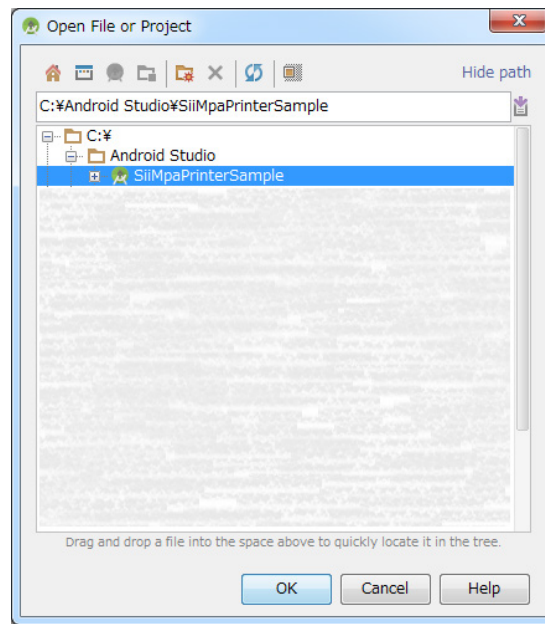 Open File or Project
Hide path
C:¥Android Studio¥SiiMpaPrinterSample
C:¥
Android Studio
SiiMpaPrinterSample
Drag and drop a file into the space above to quickly locate it in the tree.
OK Cancel Help